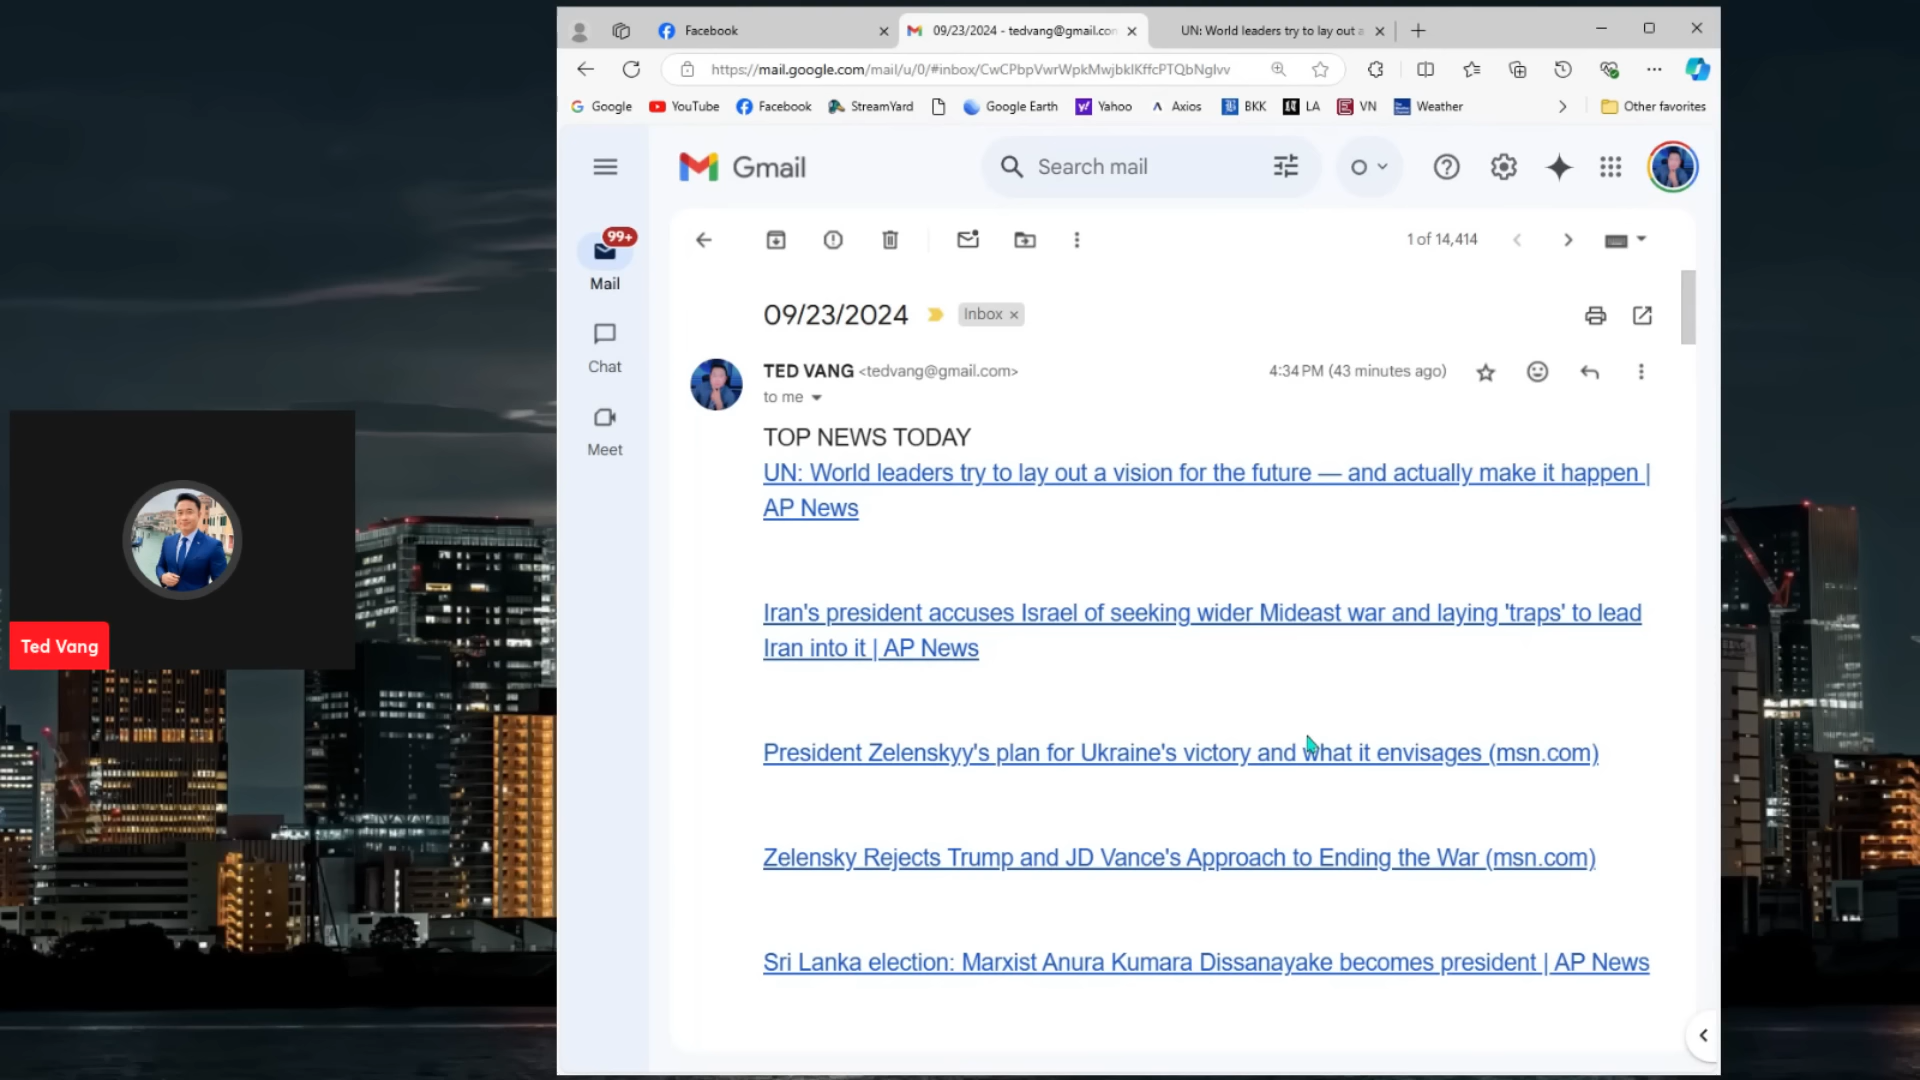 Facebook
09/23/2024 - tedvang@gmail.con
UN: World leaders try to lay out a
https://mail.google.com/mail/u/0/#inbox/CwCPbpVwrWpkMwjbklKffcPTQbNglvv
Google
YouTube
Facebook
StreamYard
Google Earth
Yahoo
Axios
BKK
LA
VN
Weather
Other favorites
Gmail
Search mail
99+
Mail
Chat
Meet
1 of 14,414
09/23/2024
Inbox
TED VANG <tedvang@gmail.com>
4:34 PM (43 minutes ago)
to me
TOP NEWS TODAY
UN: World leaders try to lay out a vision for the future — and actually make it happen |
AP News
Iran's president accuses Israel of seeking wider Mideast war and laying 'traps' to lead
Iran into it | AP News
President Zelenskyy's plan for Ukraine's victory and what it envisages (msn.com)
Zelensky Rejects Trump and JD Vance's Approach to Ending the War (msn.com)
Sri Lanka election: Marxist Anura Kumara Dissanayake becomes president | AP News
Ted Vang